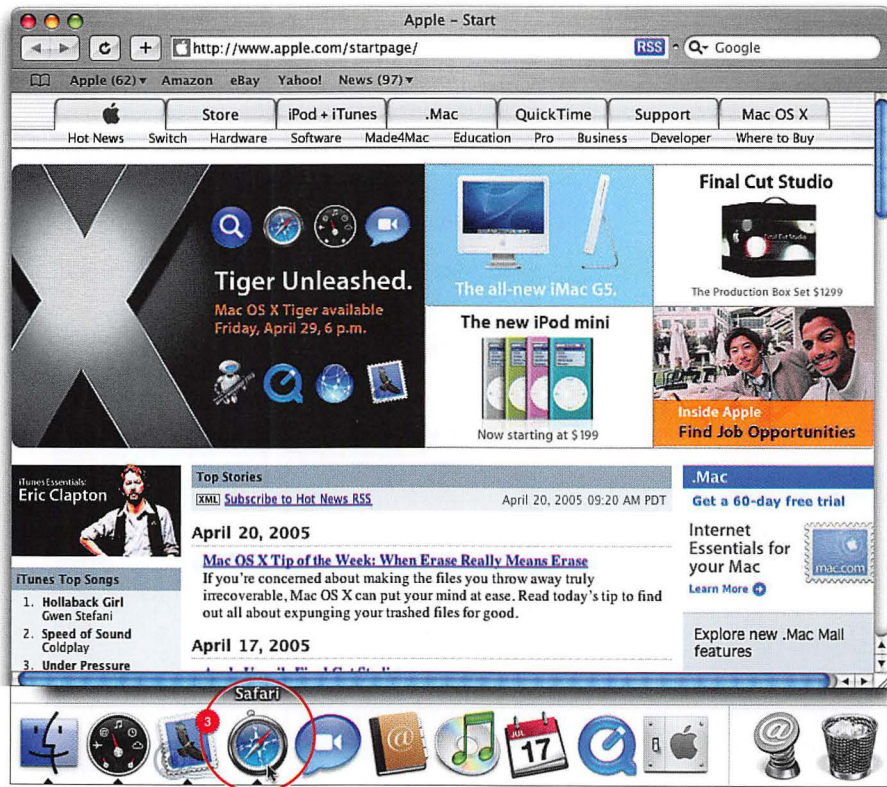 Apple – Start
http://www.apple.com/startpage/ RSS Google
Apple (62) Amazon eBay Yahoo! News (97)
Store iPod + iTunes .Mac QuickTime Support Mac OS X
Hot News Switch Hardware Software Made4Mac Education Pro Business Developer Where to Buy
Tiger Unleashed.
Mac OS X Tiger available
Friday, April 29, 6 p.m.
The all-new iMac G5.
The new iPod mini
Now starting at $199
Final Cut Studio
Final Cut Studio
The Production Box Set $1299
Inside Apple
Find Job Opportunities
iTunes Essentials:
Eric Clapton
iTunes Top Songs
1. Hollaback Girl
Gwen Stefani
2. Speed of Sound
Coldplay
3. Under Pressure
Top Stories
XML Subscribe to Hot News RSS April 20, 2005 09:20 AM PDT
April 20, 2005
Mac OS X Tip of the Week: When Erase Really Means Erase
If you're concerned about making the files you throw away truly
irrecoverable, Mac OS X can put your mind at ease. Read today's tip to find
out all about expunging your trashed files for good.
April 17, 2005
.Mac
Get a 60-day free trial
Internet
Essentials for
your Mac
Learn More
mac.com
Explore new .Mac Mail
features
Safari
3
JUL
17
@
@